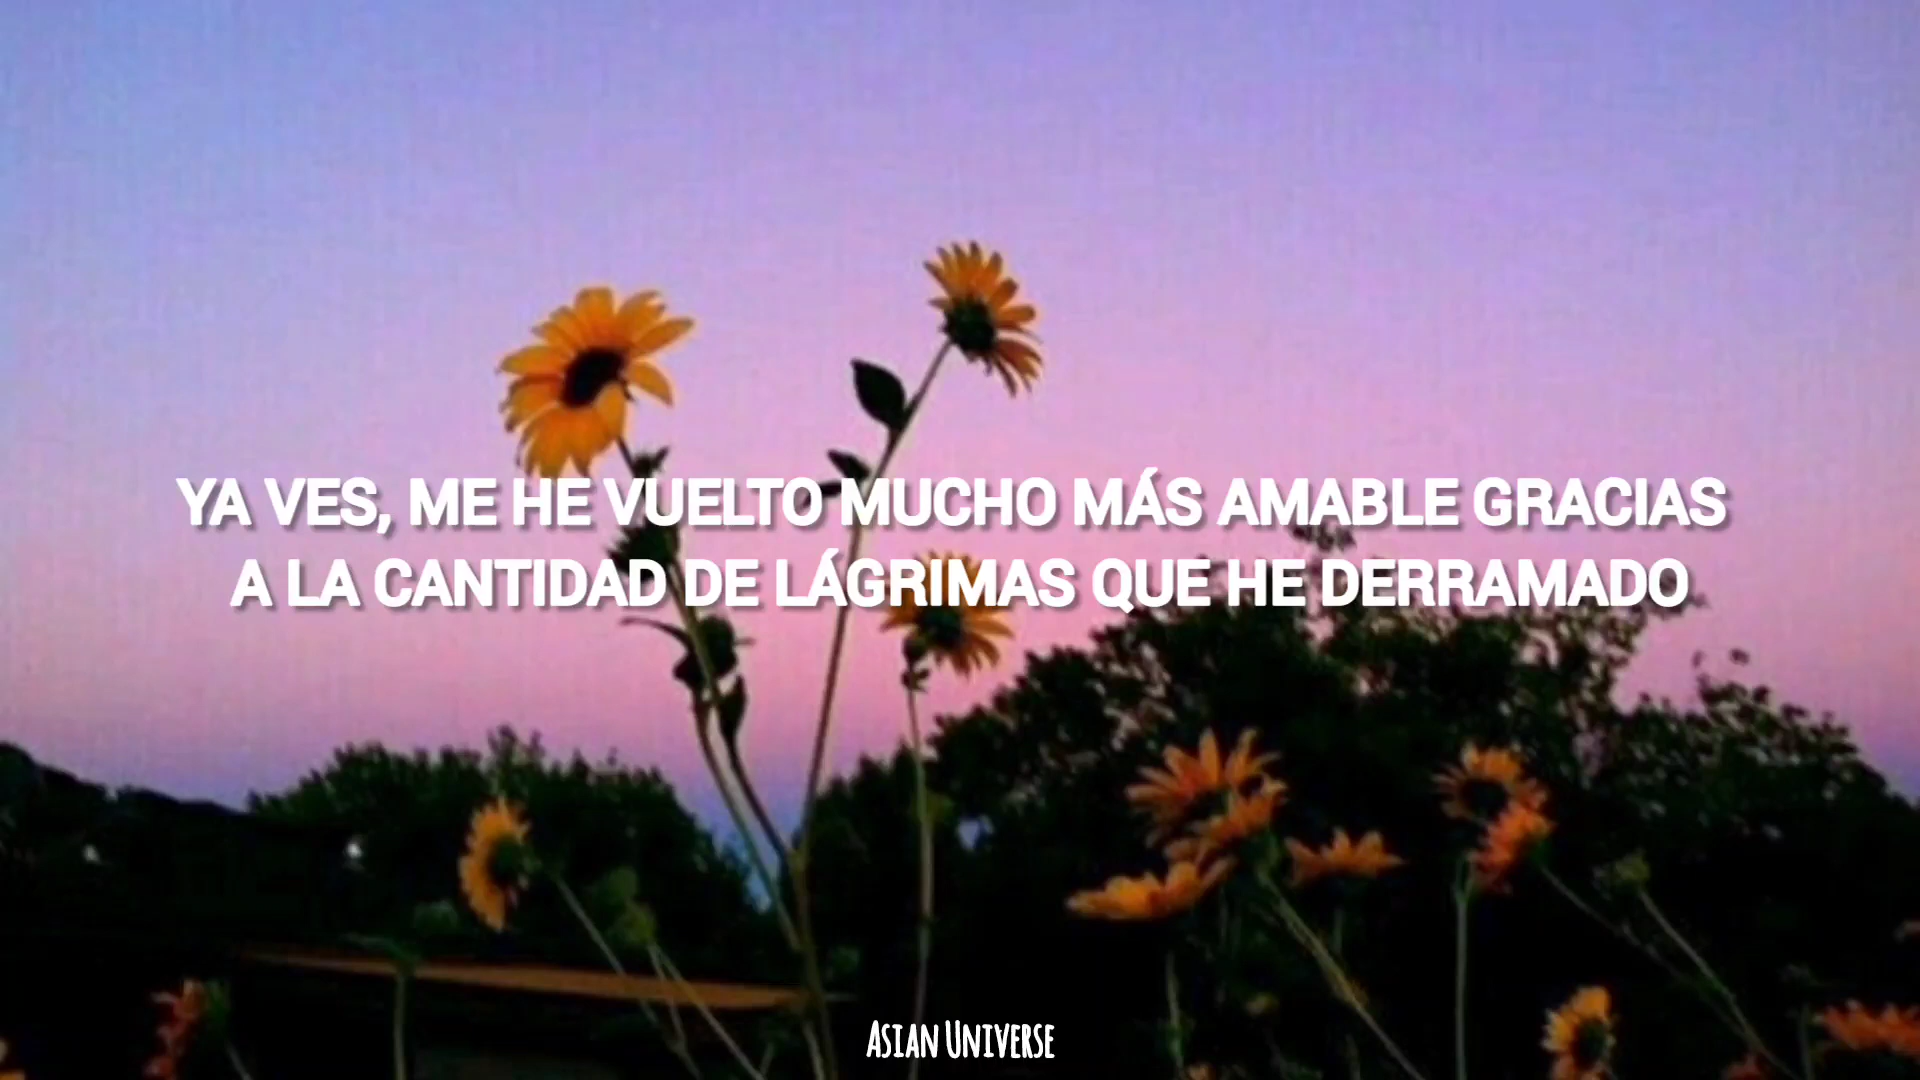 YA VES, ME HE VUELTO MUCHO MÁS AMABLE GRACIAS
A LA CANTIDAD DE LÁGRIMAS QUE HE DERRAMADO
ASIAN UNIVERSE